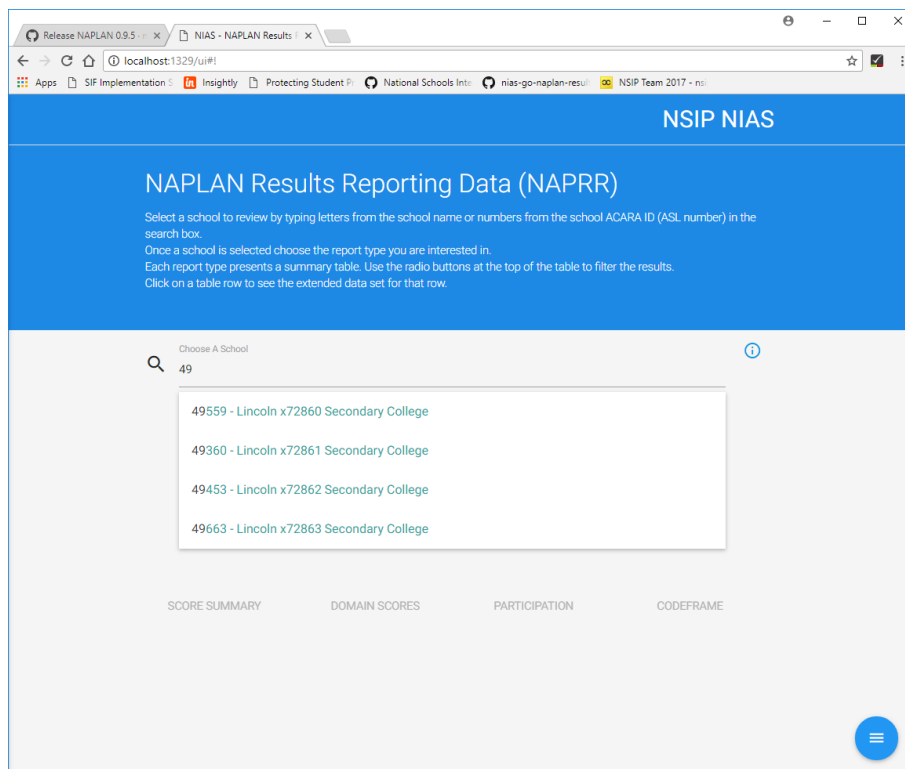 Release NAPLAN 0.9.5 - n
NIAS - NAPLAN Results F
localhost:1329/ui#!
Apps
SIF Implementation S
Insightly
Protecting Student Pr
National Schools Inte
nias-go-naplan-resul
NSIP Team 2017 - nsi
NSIP NIAS
NAPLAN Results Reporting Data (NAPRR)
Select a school to review by typing letters from the school name or numbers from the school ACARA ID (ASL number) in the
search box.
Once a school is selected choose the report type you are interested in.
Each report type presents a summary table. Use the radio buttons at the top of the table to filter the results.
Click on a table row to see the extended data set for that row.
Choose A School
49
49559 - Lincoln x72860 Secondary College
49360 - Lincoln x72861 Secondary College
49453 - Lincoln x72862 Secondary College
49663 - Lincoln x72863 Secondary College
SCORE SUMMARY
DOMAIN SCORES
PARTICIPATION
CODEFRAME